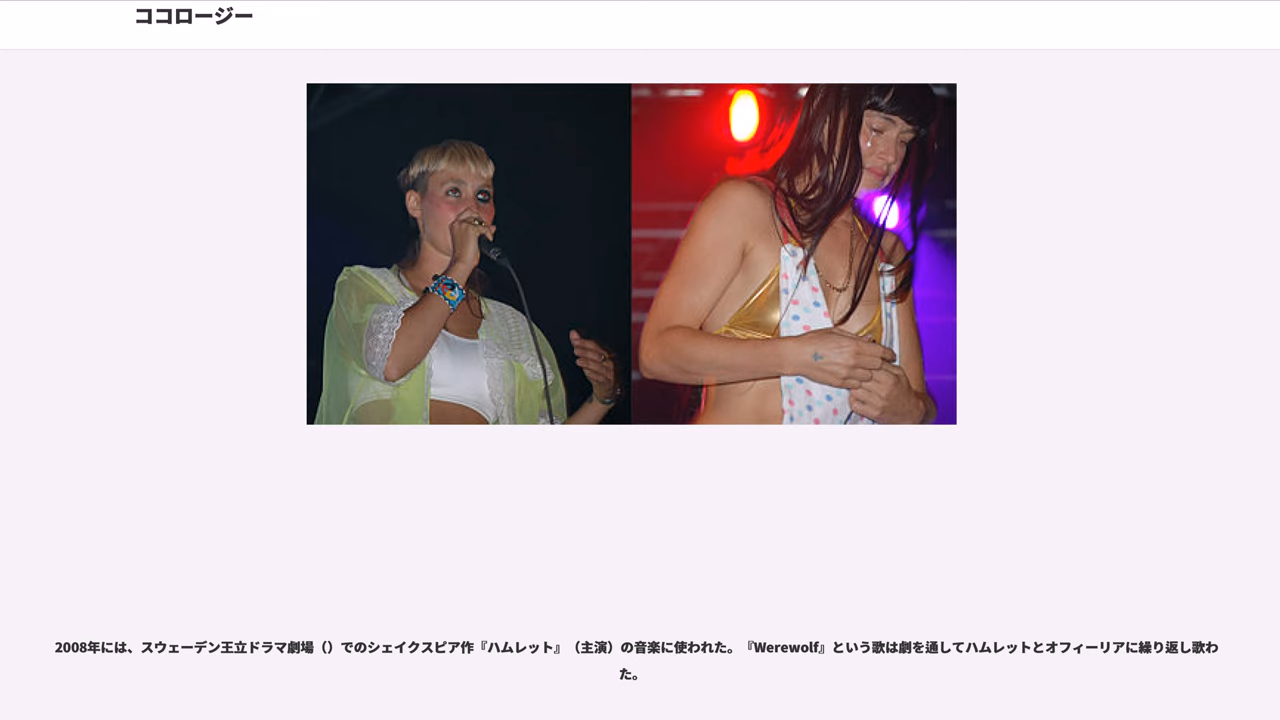 ココロージー
2008年には、スウェーデン王立ドラマ劇場（）でのシェイクスピア作『ハムレット』（主演）の音楽に使われた。『Werewolf』という歌は劇を通してハムレットとオフィーリアに繰り返し歌わ
た。